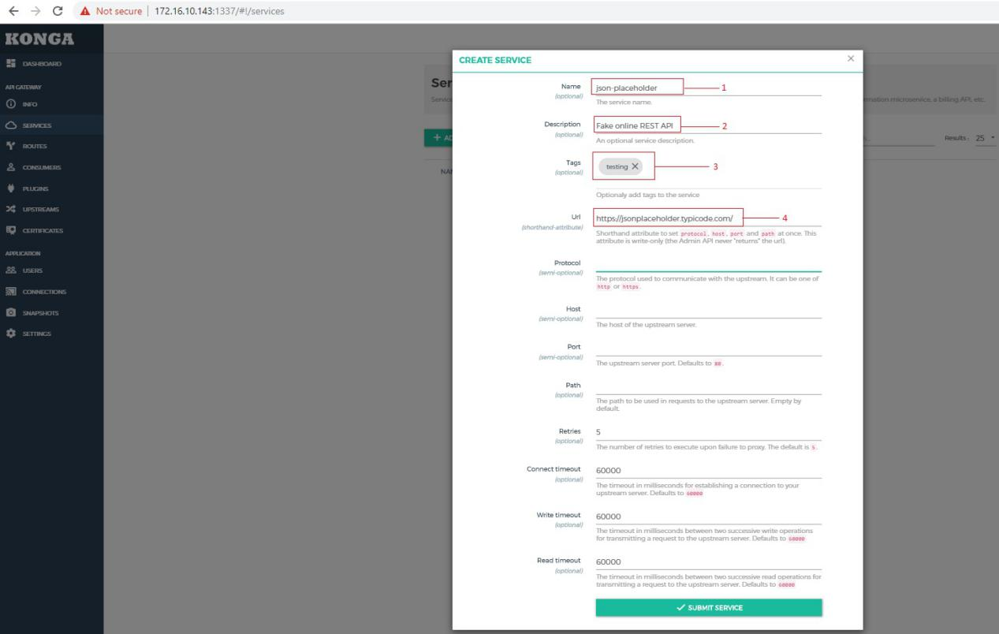 Not secure | 172.16.10.143:1337/#!/services
KONGA
DASHBOARD
API GATEWAY
INFO
SERVICES
ROUTES
CONSUMERS
PLUGINS
UPSTREAMS
CERTIFICATES
APPLICATION
USERS
CONNECTIONS
SNAPSHOTS
SETTINGS
Ser
Service
ormation microservice, a billing API, etc.
+ AD
Results : 25
NAM
CREATE SERVICE ×
Name json-placeholder 1
(optional)
The service name.
Description Fake online REST API 2
(optional)
An optional service description.
Tags testing X 3
(optional)
Optionaly add tags to the service
Url https://jsonplaceholder.typicode.com/ 4
(shorthand-attribute)
Shorthand attribute to set protocol, host, port and path at once. This
attribute is write-only (the Admin API never "returns" the url).
Protocol
(semi-optional)
The protocol used to communicate with the upstream. It can be one of
http or https.
Host
(semi-optional)
The host of the upstream server.
Port
(semi-optional)
The upstream server port. Defaults to 80.
Path
(optional)
The path to be used in requests to the upstream server. Empty by
default.
Retries 5
(optional)
The number of retries to execute upon failure to proxy. The default is 5.
Connect timeout 60000
(optional)
The timeout in milliseconds for establishing a connection to your
upstream server. Defaults to 60000
Write timeout 60000
(optional)
The timeout in milliseconds between two successive write operations
for transmitting a request to the upstream server. Defaults to 60000
Read timeout 60000
(optional)
The timeout in milliseconds between two successive read operations for
transmitting a request to the upstream server. Defaults to 60000
SUBMIT SERVICE